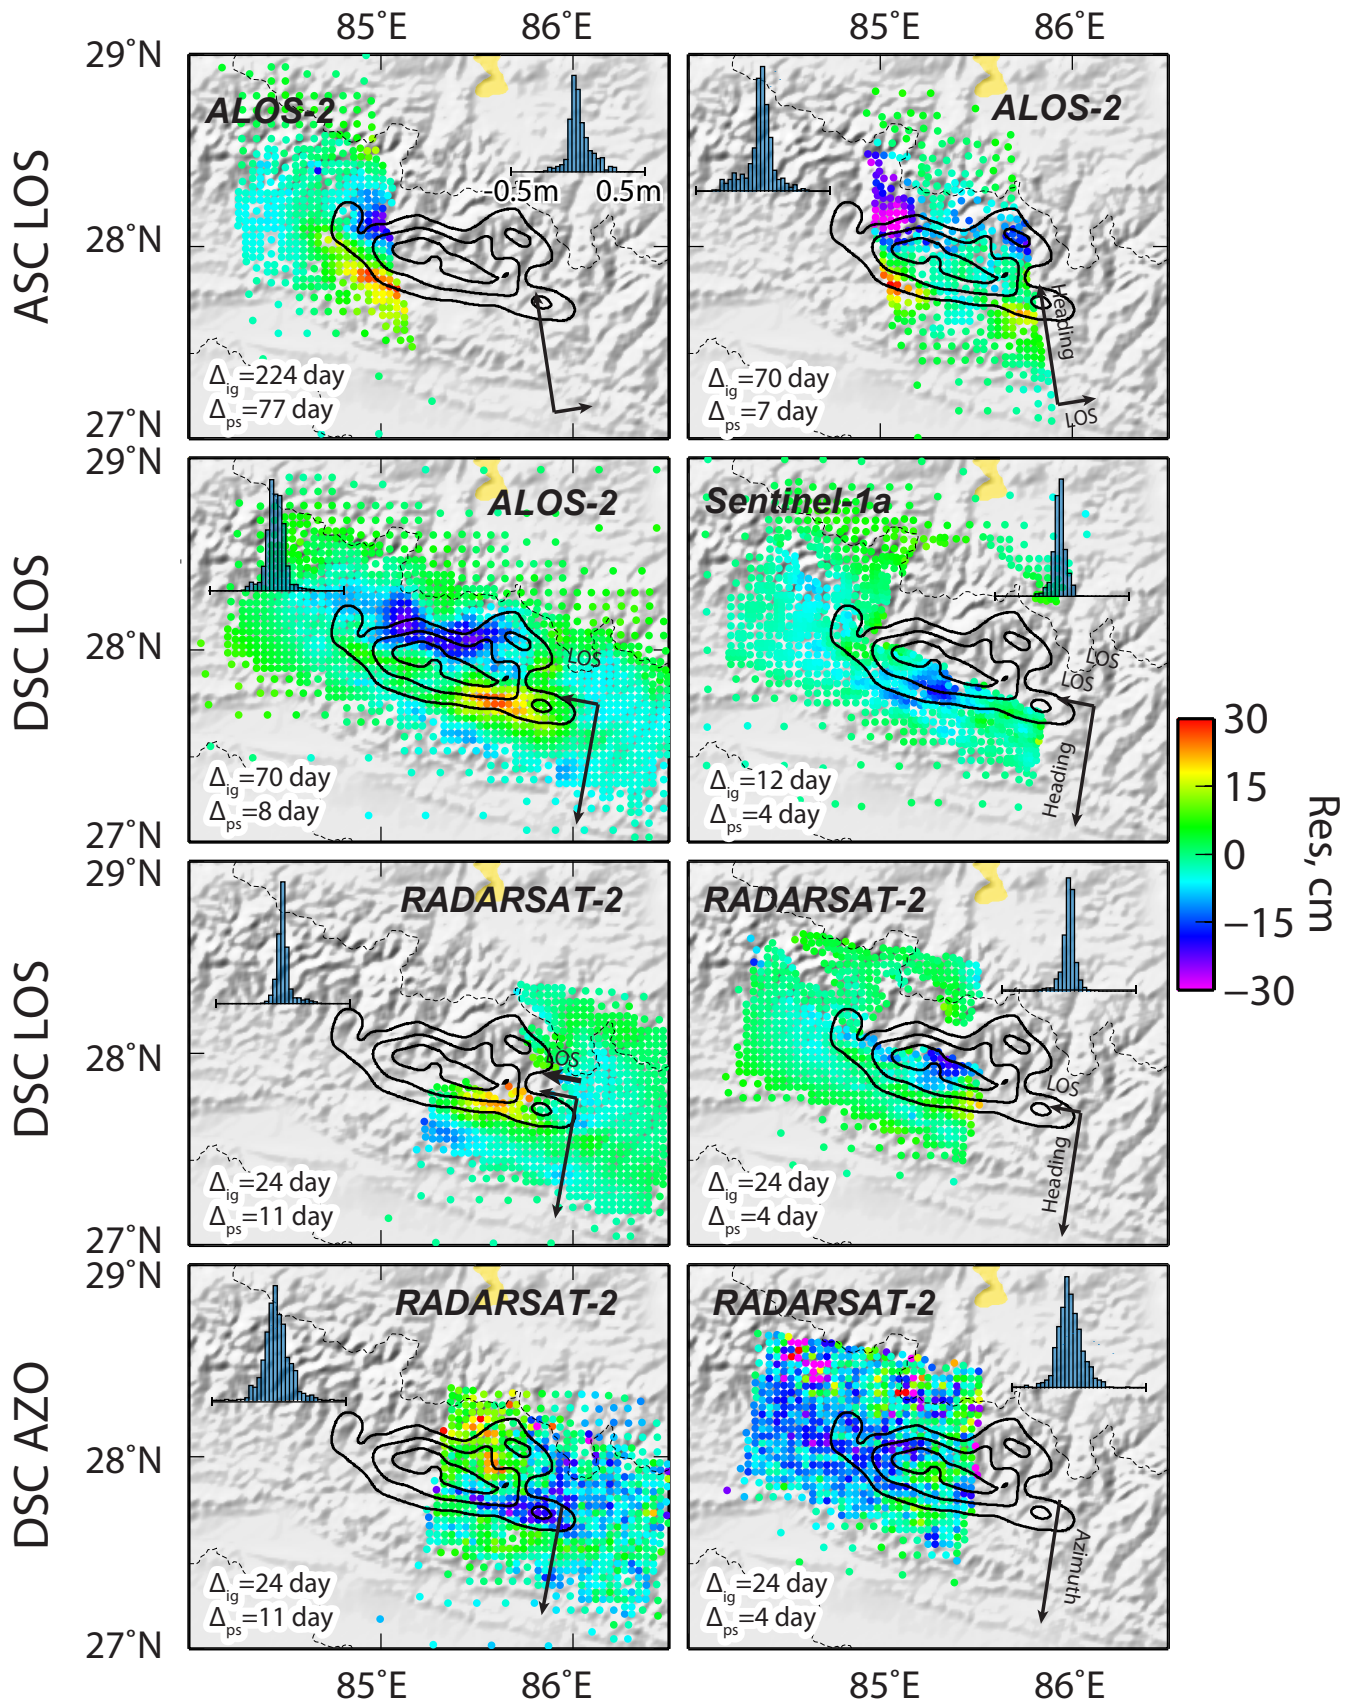 85˚E 86˚E 85˚E 86˚E
29˚N
ASC LOS
ALOS-2
-0.5m 0.5m
28˚N
Δig=224 day
Δps=77 day
27˚N
ALOS-2
Heading
LOS
Δig=70 day
Δps=7 day
29˚N
DSC LOS
ALOS-2
28˚N
LOS
Δig=70 day
Δps=8 day
27˚N
Sentinel-1a
LOS
LOS
Heading
Δig=12 day
Δps=4 day
30
15
0
−15
−30
Res, cm
29˚N
DSC LOS
RADARSAT-2
28˚N
LOS
Δig=24 day
Δps=11 day
27˚N
RADARSAT-2
LOS
Heading
Δig=24 day
Δps=4 day
29˚N
DSC AZO
RADARSAT-2
28˚N
Δig=24 day
Δps=11 day
27˚N
RADARSAT-2
Azimuth
Δig=24 day
Δps=4 day
85˚E 86˚E 85˚E 86˚E